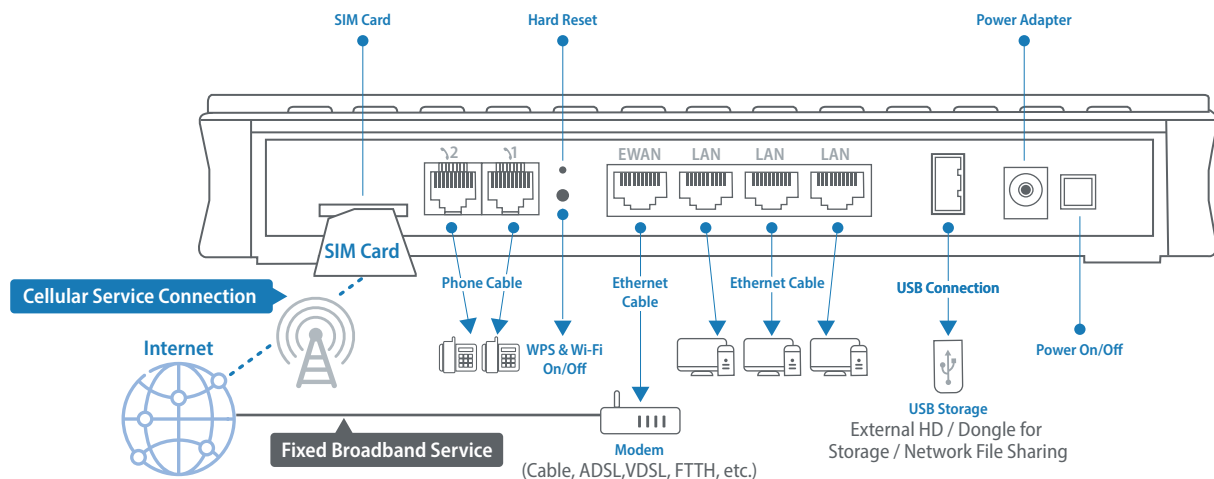 SIM Card
Hard Reset
Power Adapter
2
1
EWAN
LAN
LAN
LAN
SIM Card
Phone Cable
Ethernet
Cable
Ethernet Cable
USB Connection
Cellular Service Connection
Internet
WPS & Wi-Fi
On/Off
Power On/Off
USB Storage
External HD / Dongle for
Storage / Network File Sharing
Fixed Broadband Service
Modem
(Cable, ADSL,VDSL, FTTH, etc.)